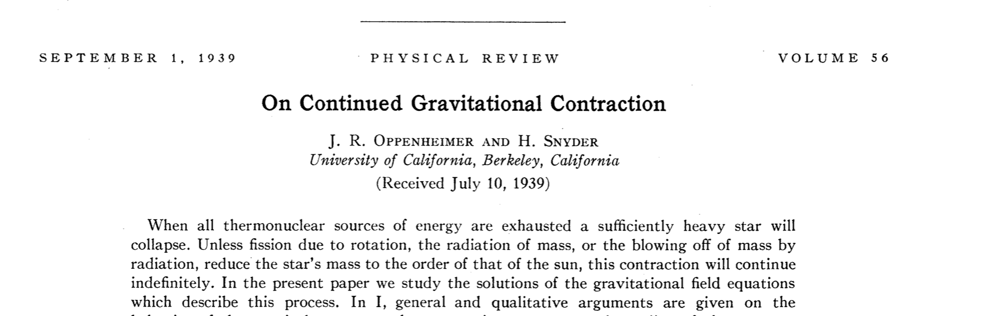 SEPTEMBER 1, 1939 PHYSICAL REVIEW VOLUME 56
On Continued Gravitational Contraction
J. R. OPPENHEIMER AND H. SNYDER
University of California, Berkeley, California
(Received July 10, 1939)
When all thermonuclear sources of energy are exhausted a sufficiently heavy star will
collapse. Unless fission due to rotation, the radiation of mass, or the blowing off of mass by
radiation, reduce the star's mass to the order of that of the sun, this contraction will continue
indefinitely. In the present paper we study the solutions of the gravitational field equations
which describe this process. In I, general and qualitative arguments are given on the